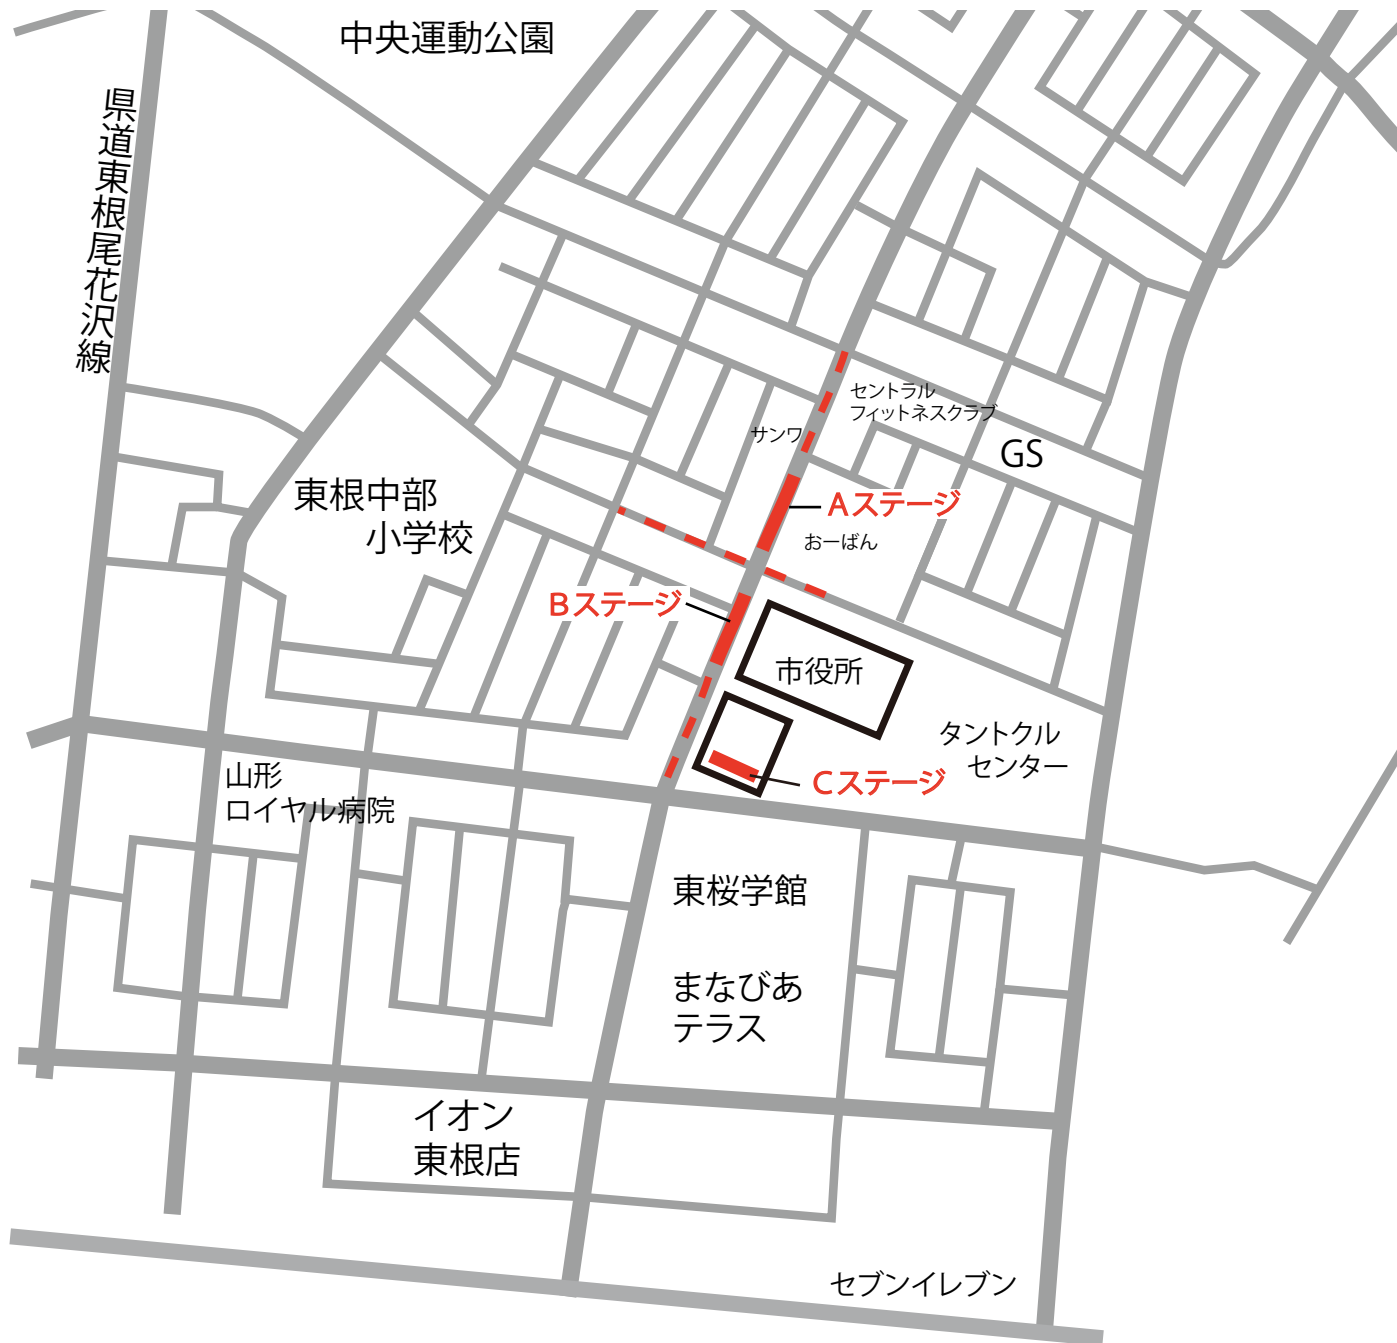 中央運動公園
県道東根尾花沢線
セントラル
フィットネスクラブ
サンワ
GS
東根中部
小学校
Aステージ
おーばん
Bステージ
市役所
タントクル
センター
Cステージ
山形
ロイヤル病院
東桜学館
まなびあ
テラス
イオン
東根店
セブンイレブン